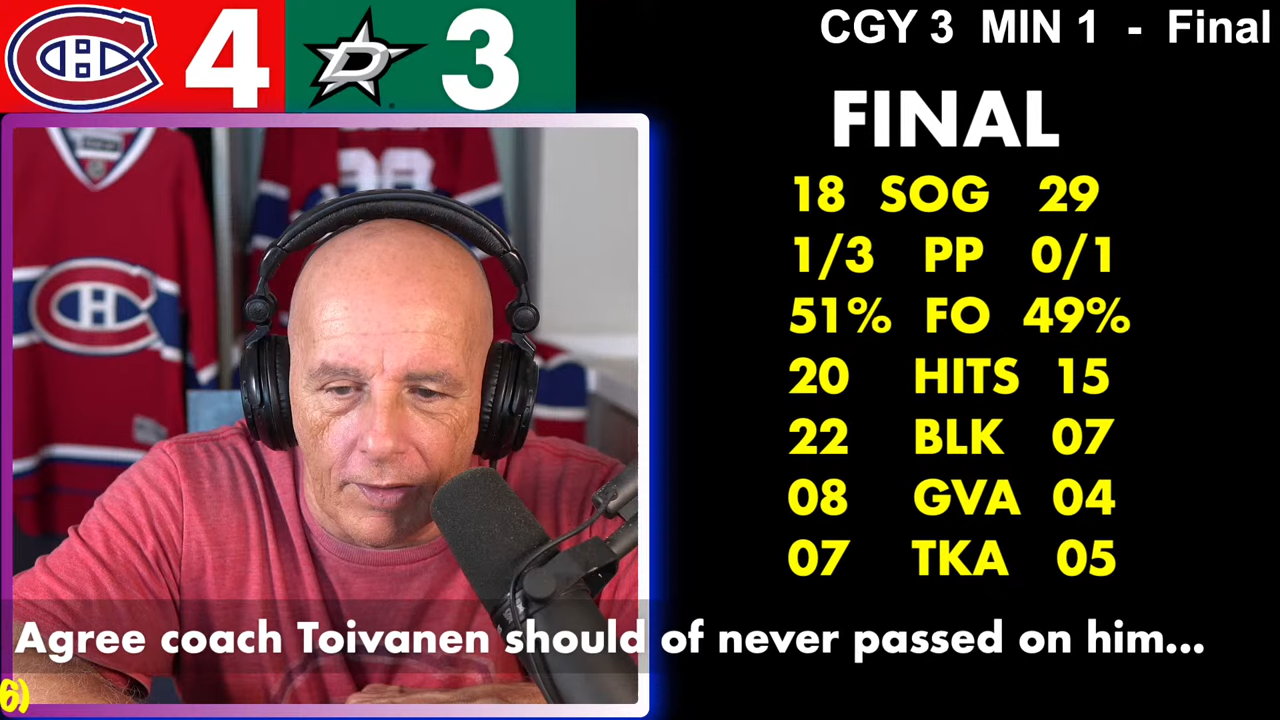 4 3
CGY 3 MIN 1 - Final
FINAL
18 SOG 29
1/3 PP 0/1
51% FO 49%
20 HITS 15
22 BLK 07
08 GVA 04
07 TKA 05
Agree coach Toivanen should of never passed on him...
6)